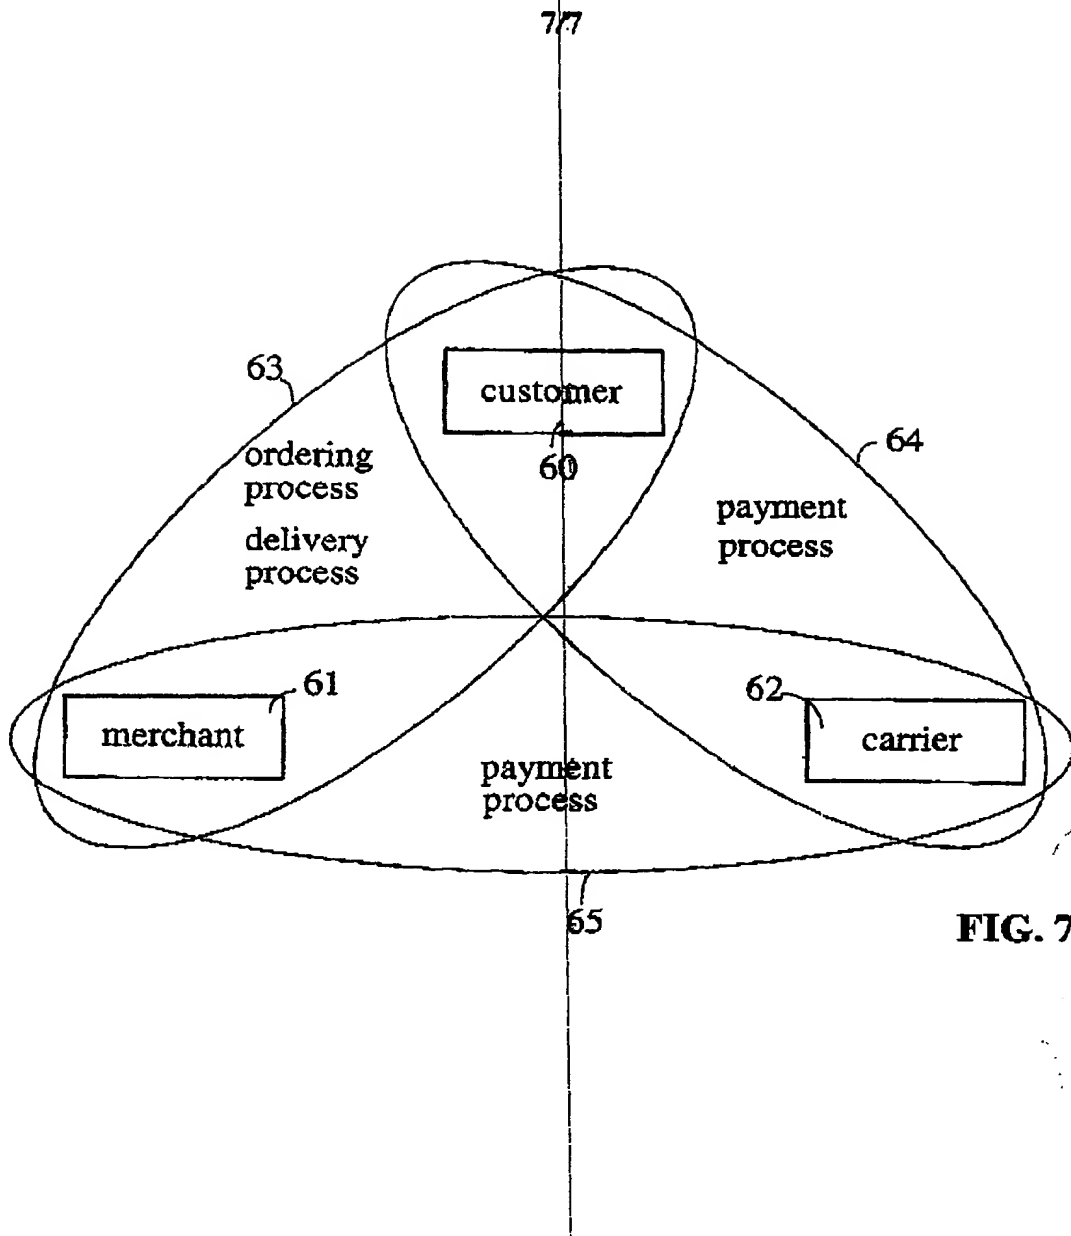 7/7
customer
60
63
ordering
process
delivery
process
64
payment
process
merchant
61
62
carrier
payment
process
65
FIG. 7